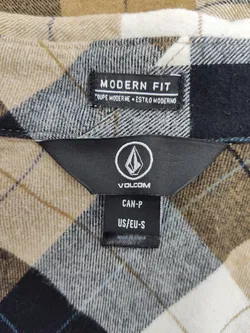 MODERN FIT
COUPE MODERNE • ESTILO MODERNO
VOLCOM
CAN-P
US/EU-S